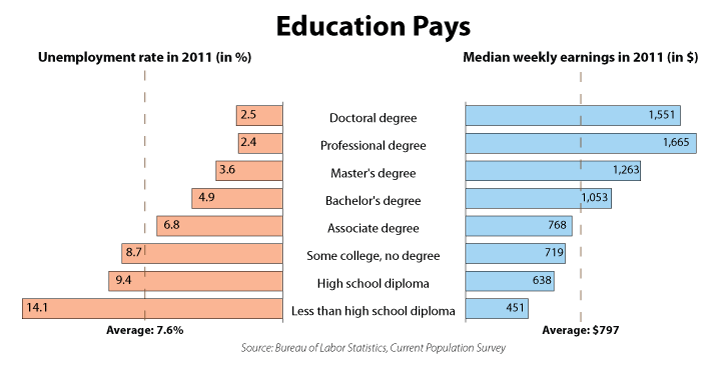 Education Pays
Unemployment rate in 2011 (in %)
Median weekly earnings in 2011 (in $)
2.5 Doctoral degree 1,551
2.4 Professional degree 1,665
3.6 Master's degree 1,263
4.9 Bachelor's degree 1,053
6.8 Associate degree 768
8.7 Some college, no degree 719
9.4 High school diploma 638
14.1 Less than high school diploma 451
Average: 7.6%
Average: $797
Source: Bureau of Labor Statistics, Current Population Survey